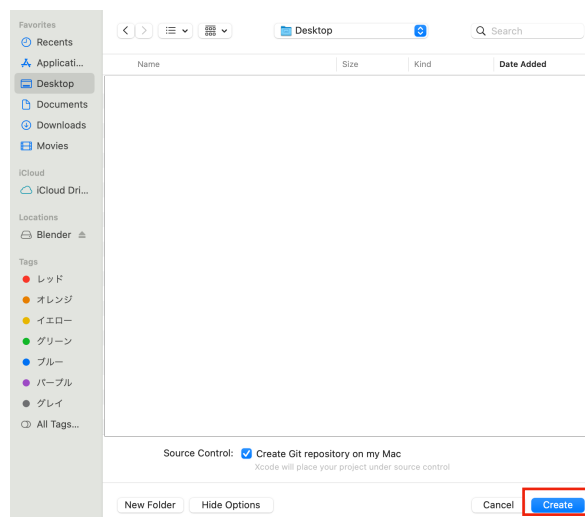 Favorites
Recents
Applicati...
Desktop
Documents
Downloads
Movies
iCloud
iCloud Dri...
Locations
Blender
Tags
レッド
オレンジ
イエロー
グリーン
ブルー
パープル
グレイ
All Tags...
Desktop
Search
Name Size Kind Date Added
Source Control: Create Git repository on my Mac
Xcode will place your project under source control
New Folder Hide Options Cancel Create